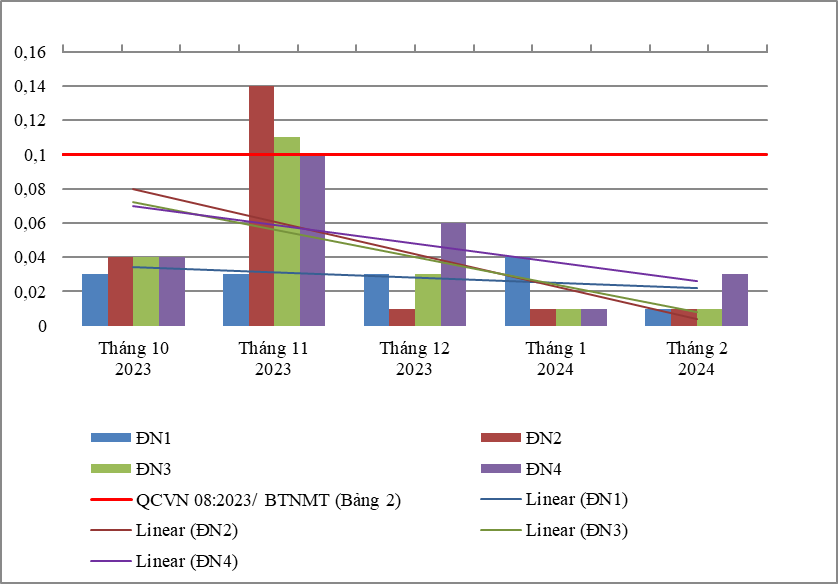 0,16
0,14
0,12
0,1
0,08
0,06
0,04
0,02
0
Tháng 10 2023
Tháng 11 2023
Tháng 12 2023
Tháng 1 2024
Tháng 2 2024
ĐN1
ĐN2
ĐN3
ĐN4
QCVN 08:2023/ BTNMT (Bảng 2)
Linear (ĐN1)
Linear (ĐN2)
Linear (ĐN3)
Linear (ĐN4)